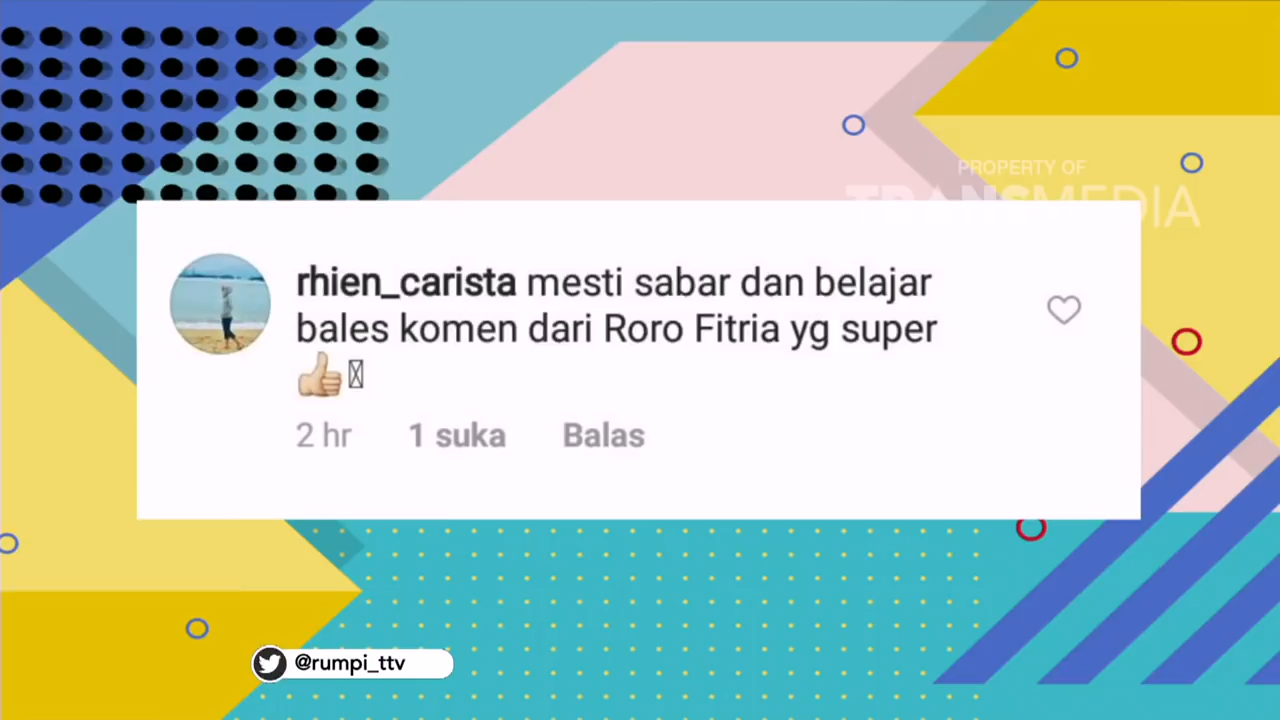 PROPERTY OF
TRANSMEDIA
rhien_carista mesti sabar dan belajar
bales komen dari Roro Fitria yg super
👍🏼
2 hr 1 suka Balas
@rumpi_ttv